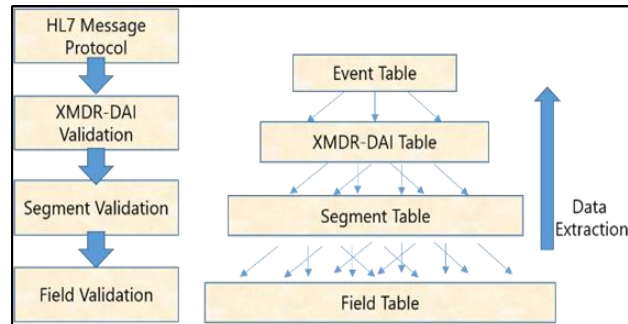 HL7 Message
Protocol
XMDR-DAI
Validation
Segment Validation
Field Validation
Event Table
XMDR-DAI Table
Segment Table
Field Table
Data
Extraction